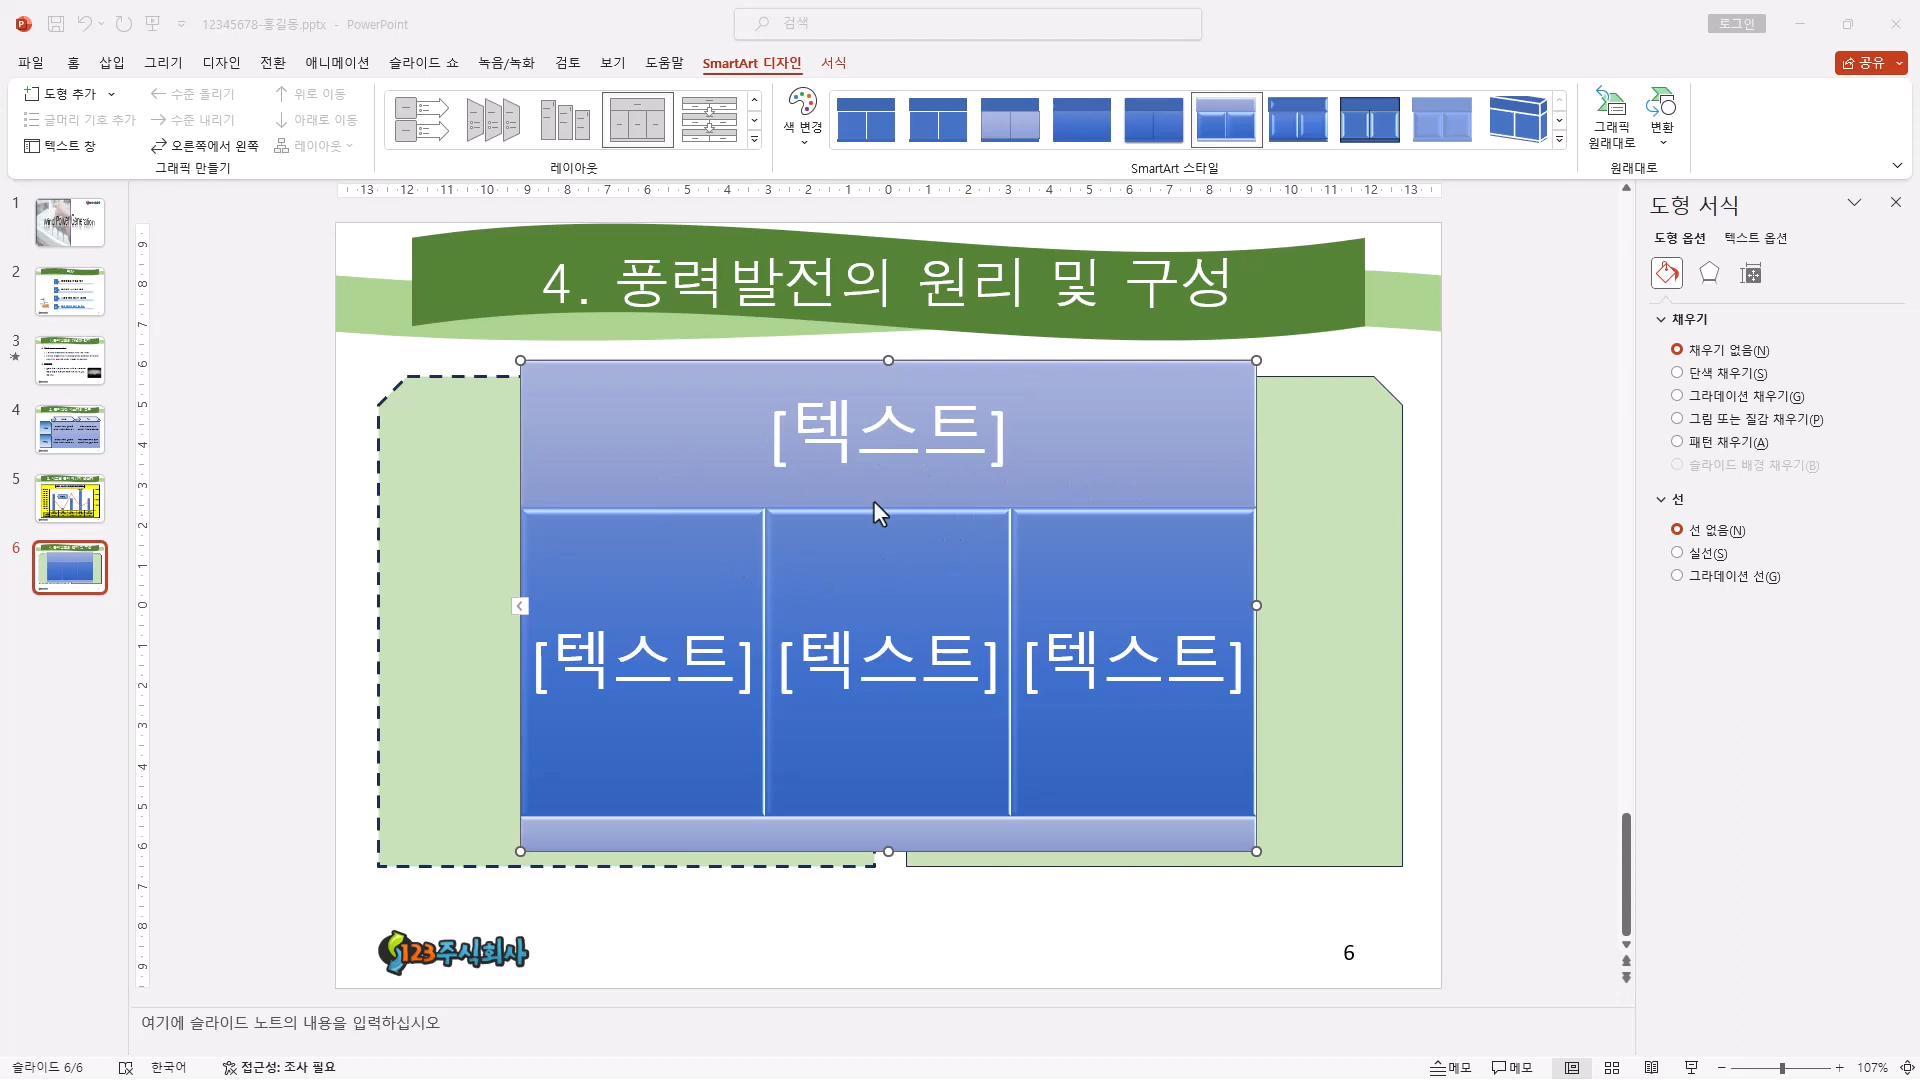 12345678-홍길동.pptx - PowerPoint
검색
로그인
파일 홈 삽입 그리기 디자인 전환 애니메이션 슬라이드 쇼 녹음/녹화 검토 보기 도움말 SmartArt 디자인 서식
공유
도형 추가 수준 올리기 위로 이동
글머리 기호 추가 수준 내리기 아래로 이동
텍스트 창 오른쪽에서 왼쪽 레이아웃
그래픽 만들기
레이아웃
색 변경
SmartArt 스타일
그래픽 원래대로
변환
원래대로
1
2
3
4
5
6
4. 풍력발전의 원리 및 구성
[텍스트]
[텍스트] [텍스트] [텍스트]
123주식회사
6
도형 서식
도형 옵션 텍스트 옵션
채우기
채우기 없음(N)
단색 채우기(S)
그라데이션 채우기(G)
그림 또는 질감 채우기(P)
패턴 채우기(A)
슬라이드 배경 채우기(B)
선
선 없음(N)
실선(S)
그라데이션 선(G)
여기에 슬라이드 노트의 내용을 입력하십시오
슬라이드 6/6 한국어 접근성: 조사 필요 메모 메모 107%